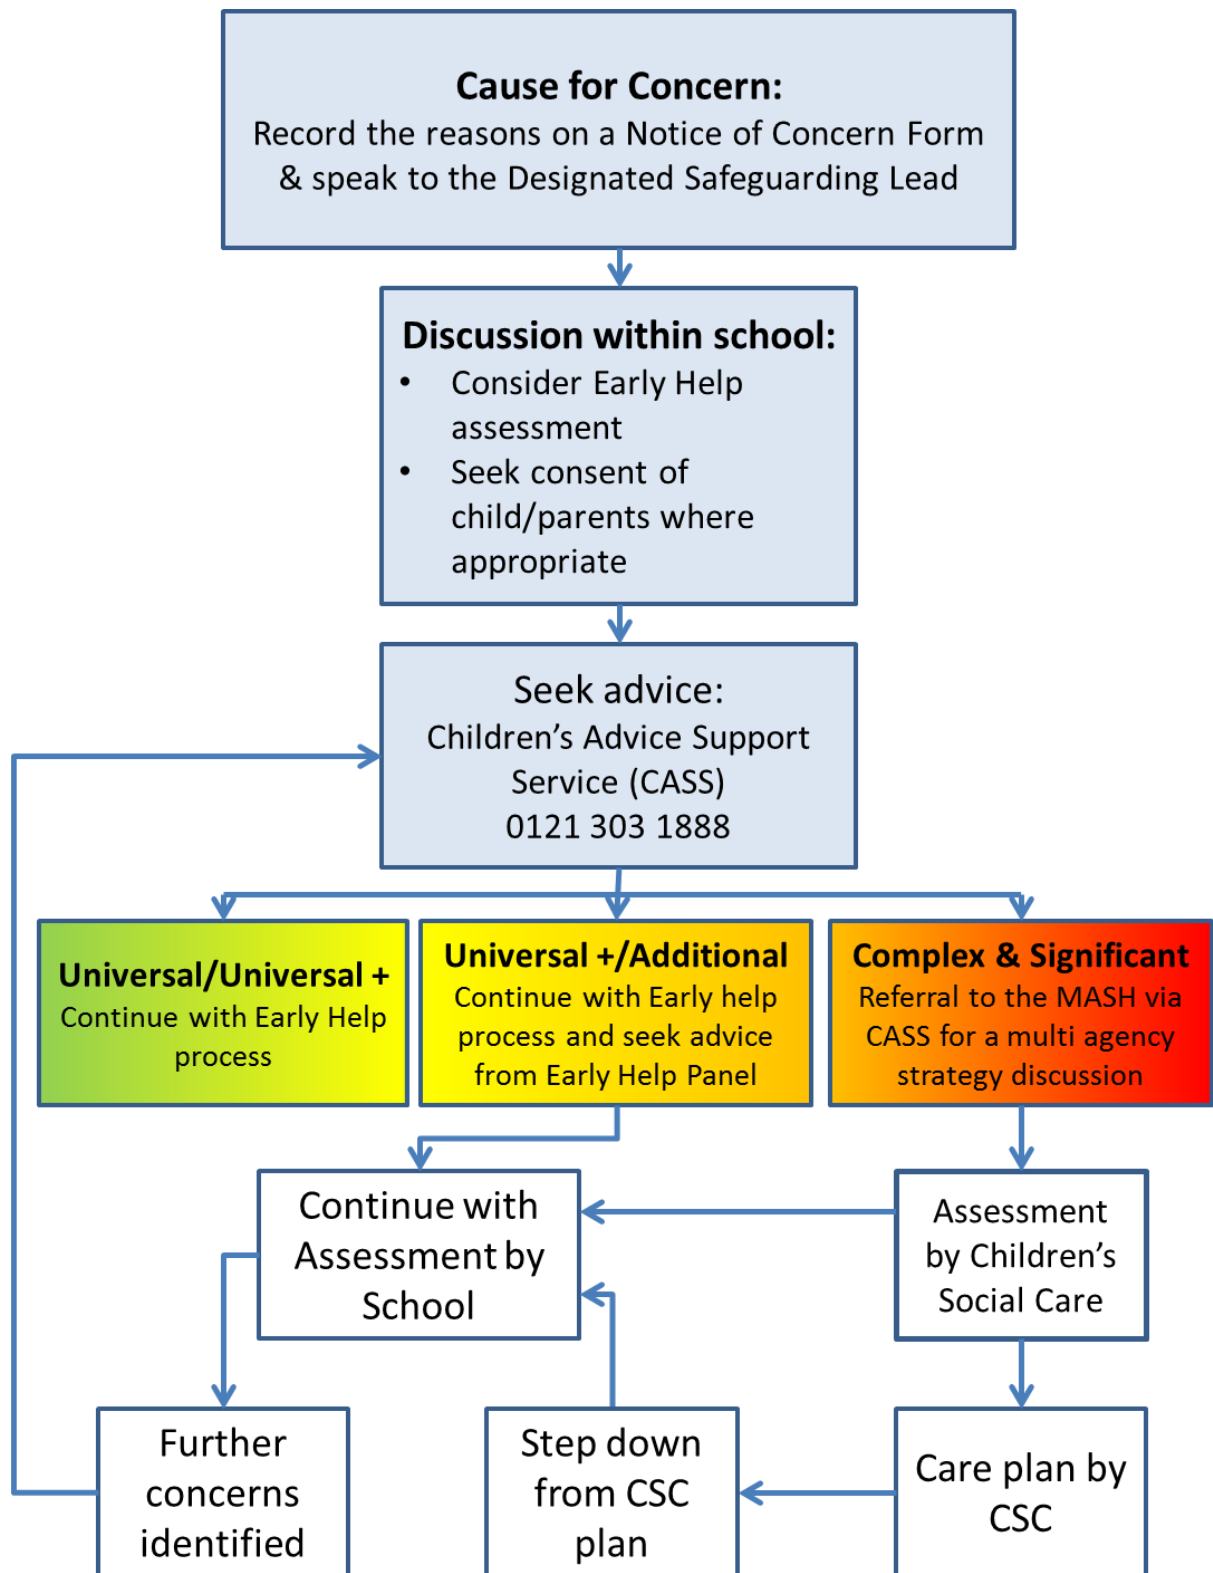 Cause for Concern:
Record the reasons on a Notice of Concern Form
& speak to the Designated Safeguarding Lead
Discussion within school:
• Consider Early Help
assessment
• Seek consent of
child/parents where
appropriate
Seek advice:
Children’s Advice Support
Service (CASS)
0121 303 1888
Universal/Universal +
Continue with Early Help
process
Universal +/Additional
Continue with Early help
process and seek advice
from Early Help Panel
Complex & Significant
Referral to the MASH via
CASS for a multi agency
strategy discussion
Continue with
Assessment by
School
Assessment
by Children’s
Social Care
Further
concerns
identified
Step down
from CSC
plan
Care plan by
CSC